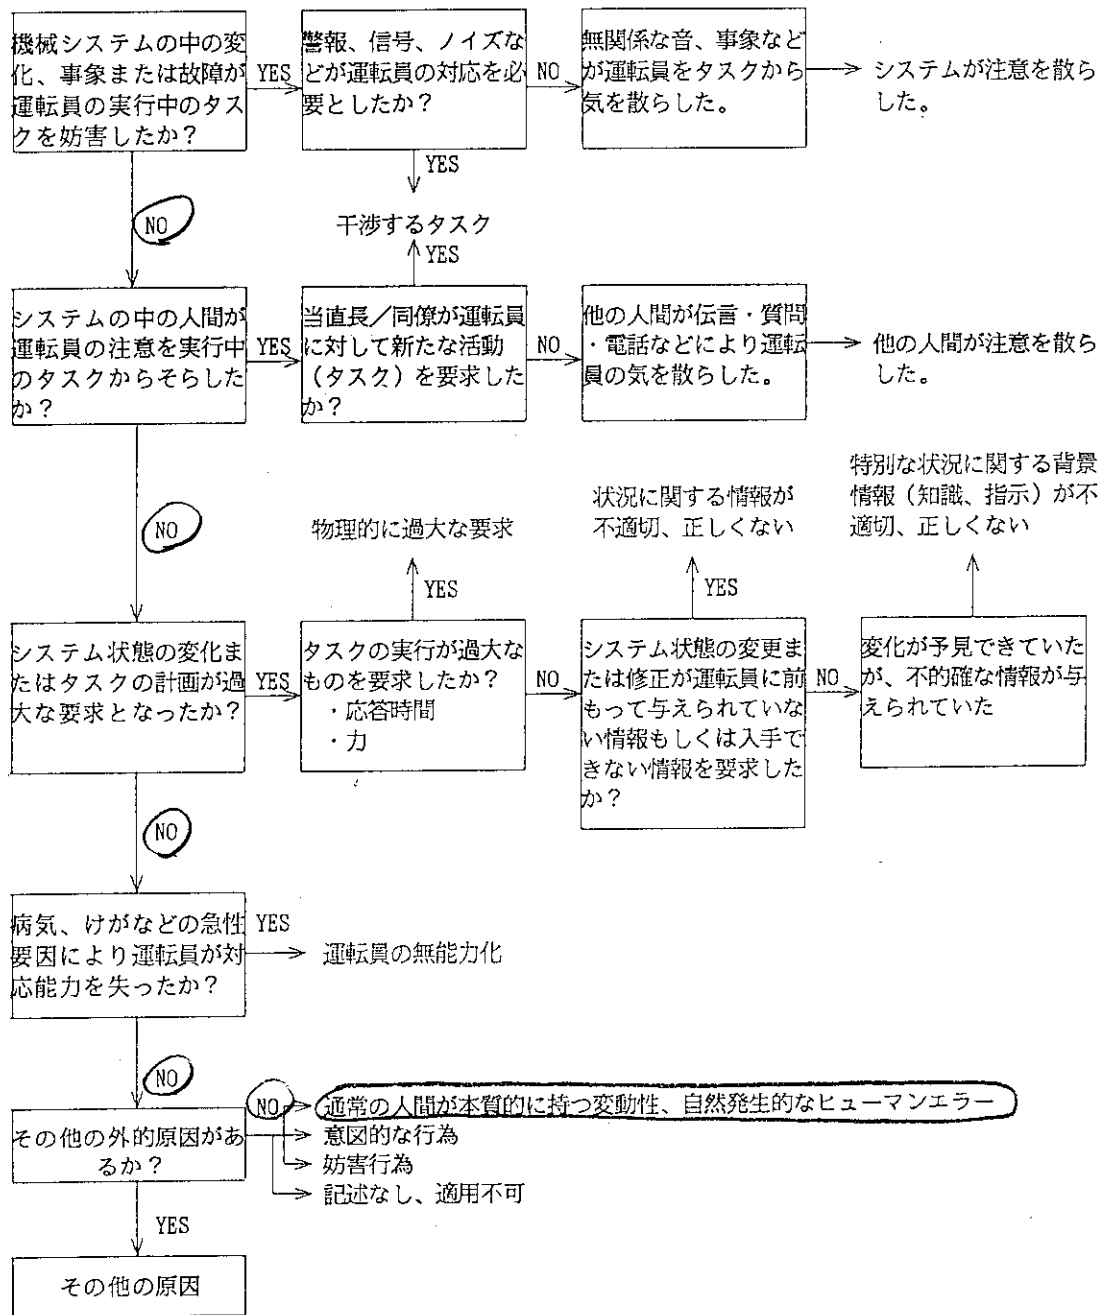 機械システムの中の変
化、事象または故障が
運転員の実行中のタス
クを妨害したか？
YES
警報、信号、ノイズな
どが運転員の対応を必
要としたか？
NO
無関係な音、事象など
が運転員をタスクから
気を散らした。
システムが注意を散ら
した。
YES
NO
干渉するタスク
YES
システムの中の人間が
運転員の注意を実行中
のタスクからそらした
か？
YES
当直長／同僚が運転員
に対して新たな活動
（タスク）を要求した
か？
NO
他の人間が伝言・質問
・電話などにより運転
員の気を散らした。
他の人間が注意を散ら
した。
NO
物理的に過大な要求
状況に関する情報が
不適切、正しくない
特別な状況に関する背景
情報（知識、指示）が不
適切、正しくない
YES
YES
システム状態の変化ま
たはタスクの計画が過
大な要求となったか？
YES
タスクの実行が過大な
ものを要求したか？
・応答時間
・力
NO
システム状態の変更ま
たは修正が運転員に前
もって与えられていな
い情報もしくは入手で
きない情報を要求した
か？
NO
変化が予見できていた
が、不的確な情報が与
えられていた
NO
病気、けがなどの急性
要因により運転員が対
応能力を失ったか？
YES
運転員の無能力化
NO
その他の外的原因があ
るか？
NO
通常の人間が本質的に持つ変動性、自然発生的なヒューマンエラー
意図的な行為
妨害行為
記述なし、適用不可
YES
その他の原因